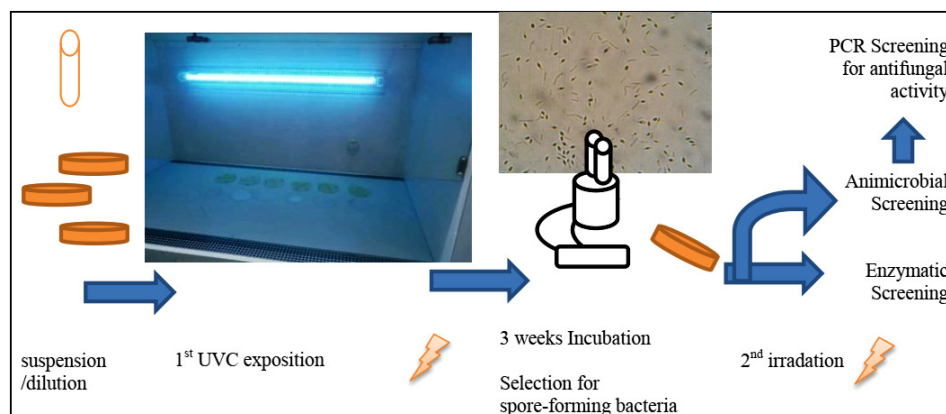 suspension
/dilution
1st UVC exposition
3 weeks Incubation
Selection for
spore-forming bacteria
2nd irradiation
PCR Screening
for antifungal
activity
Animicrobial
Screening
Enzymatic
Screening